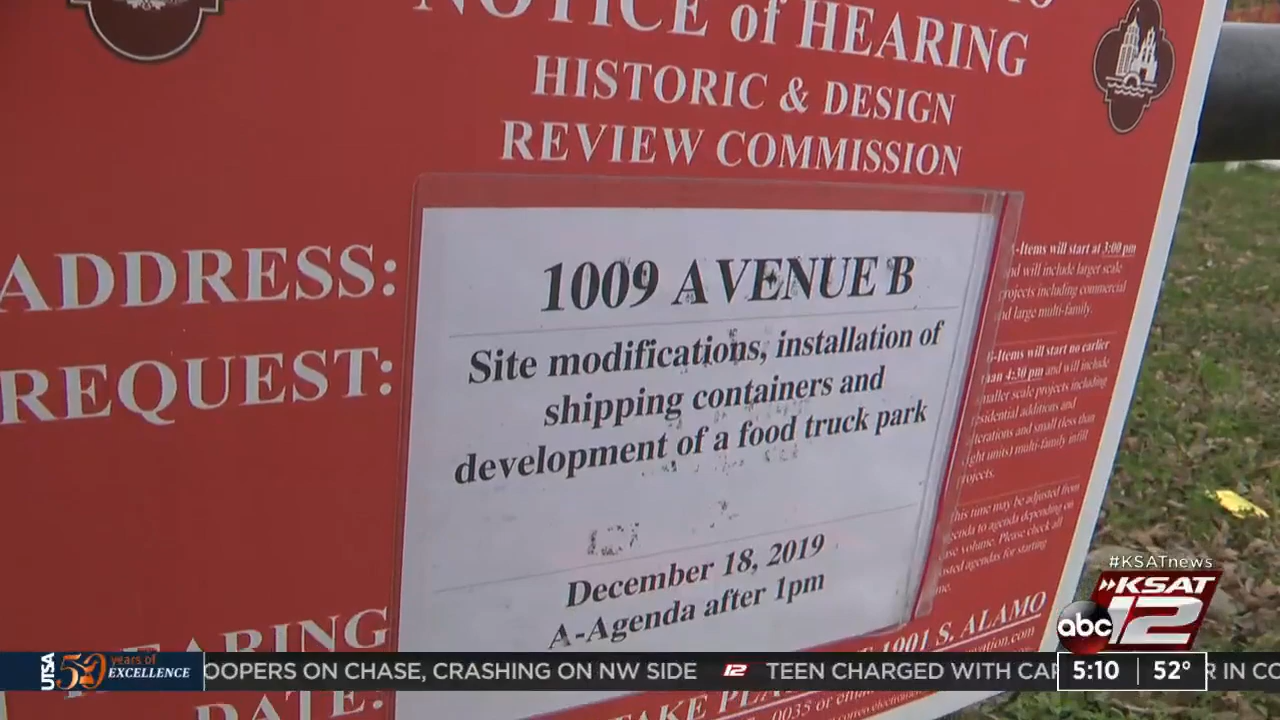 NOTICE of HEARING
HISTORIC & DESIGN
REVIEW COMMISSION
ADDRESS:
1009 AVENUE B
REQUEST:
Site modifications, installation of
shipping containers and
development of a food truck park
December 18, 2019
A-Agenda after 1pm
HEARING
DATE:
A-Items will start at 3:00 pm
and will include larger scale
projects including commercial
and large multi-family.
B-Items will start no earlier
than 4:30 pm and will include
smaller scale projects including
residential additions and
alterations and small (less than
eight units) multi-family infill
projects.
This time may be adjusted from
agenda to agenda depending on
case volume. Please check all
posted agendas for starting
time.
1901 S. ALAMO
#KSATnews
KSAT
abc 12
UTSA 50 years of EXCELLENCE
OOPERS ON CHASE, CRASHING ON NW SIDE 12 TEEN CHARGED WITH
5:10 52°